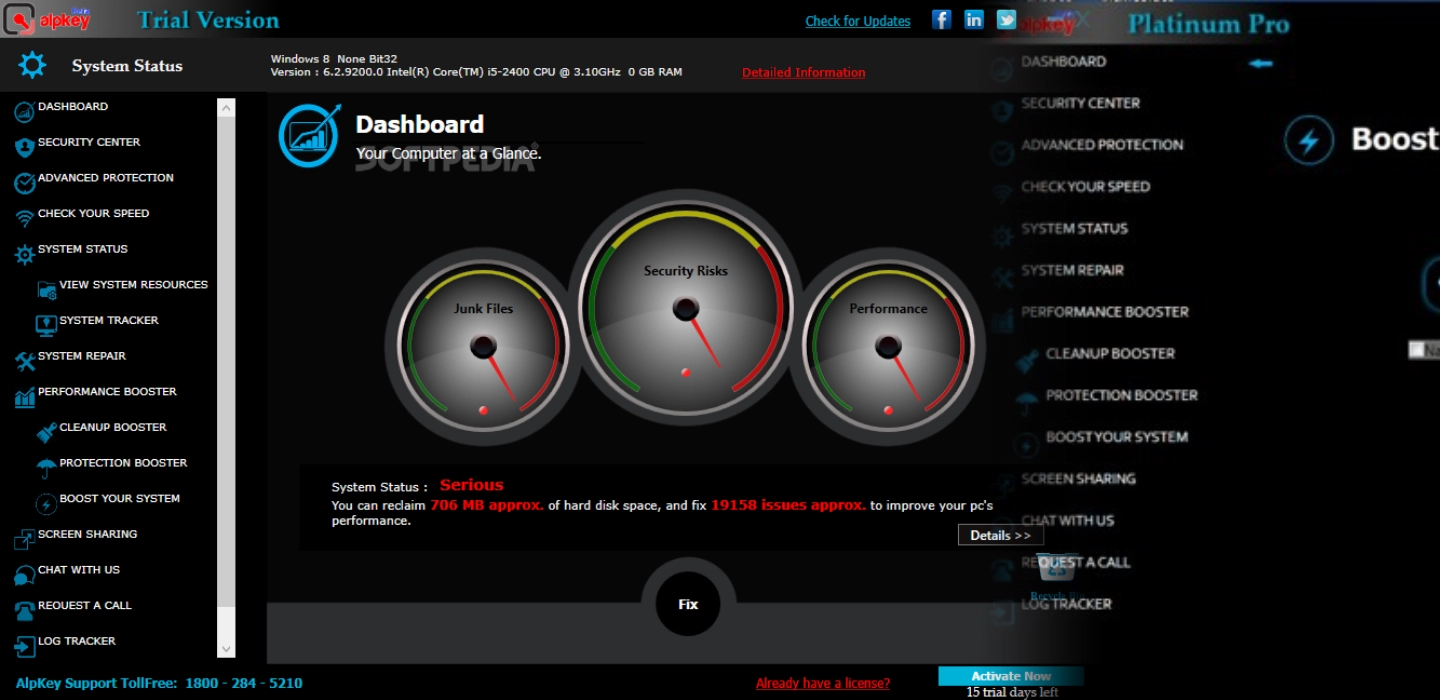 alpkey Beta
Trial Version
Check for Updates
alpkey
Platinum Pro
System Status
Windows 8 None Bit32
Version : 6.2.9200.0 Intel(R) Core(TM) i5-2400 CPU @ 3.10GHz 0 GB RAM
Detailed Information
DASHBOARD
SECURITY CENTER
ADVANCED PROTECTION
CHECK YOUR SPEED
SYSTEM STATUS
VIEW SYSTEM RESOURCES
SYSTEM TRACKER
SYSTEM REPAIR
PERFORMANCE BOOSTER
CLEANUP BOOSTER
PROTECTION BOOSTER
BOOST YOUR SYSTEM
SCREEN SHARING
CHAT WITH US
REQUEST A CALL
LOG TRACKER
Dashboard
Your Computer at a Glance.
SOFTPEDIA®
Junk Files
Security Risks
Performance
System Status : Serious
You can reclaim 706 MB approx. of hard disk space, and fix 19158 issues approx. to improve your pc's
performance.
Details >>
Fix
DASHBOARD
SECURITY CENTER
ADVANCED PROTECTION
CHECK YOUR SPEED
SYSTEM STATUS
SYSTEM REPAIR
PERFORMANCE BOOSTER
CLEANUP BOOSTER
PROTECTION BOOSTER
BOOST YOUR SYSTEM
SCREEN SHARING
CHAT WITH US
REQUEST A CALL
LOG TRACKER
Boost
AlpKey Support TollFree: 1800 - 284 - 5210
Already have a license?
Activate Now
15 trial days left